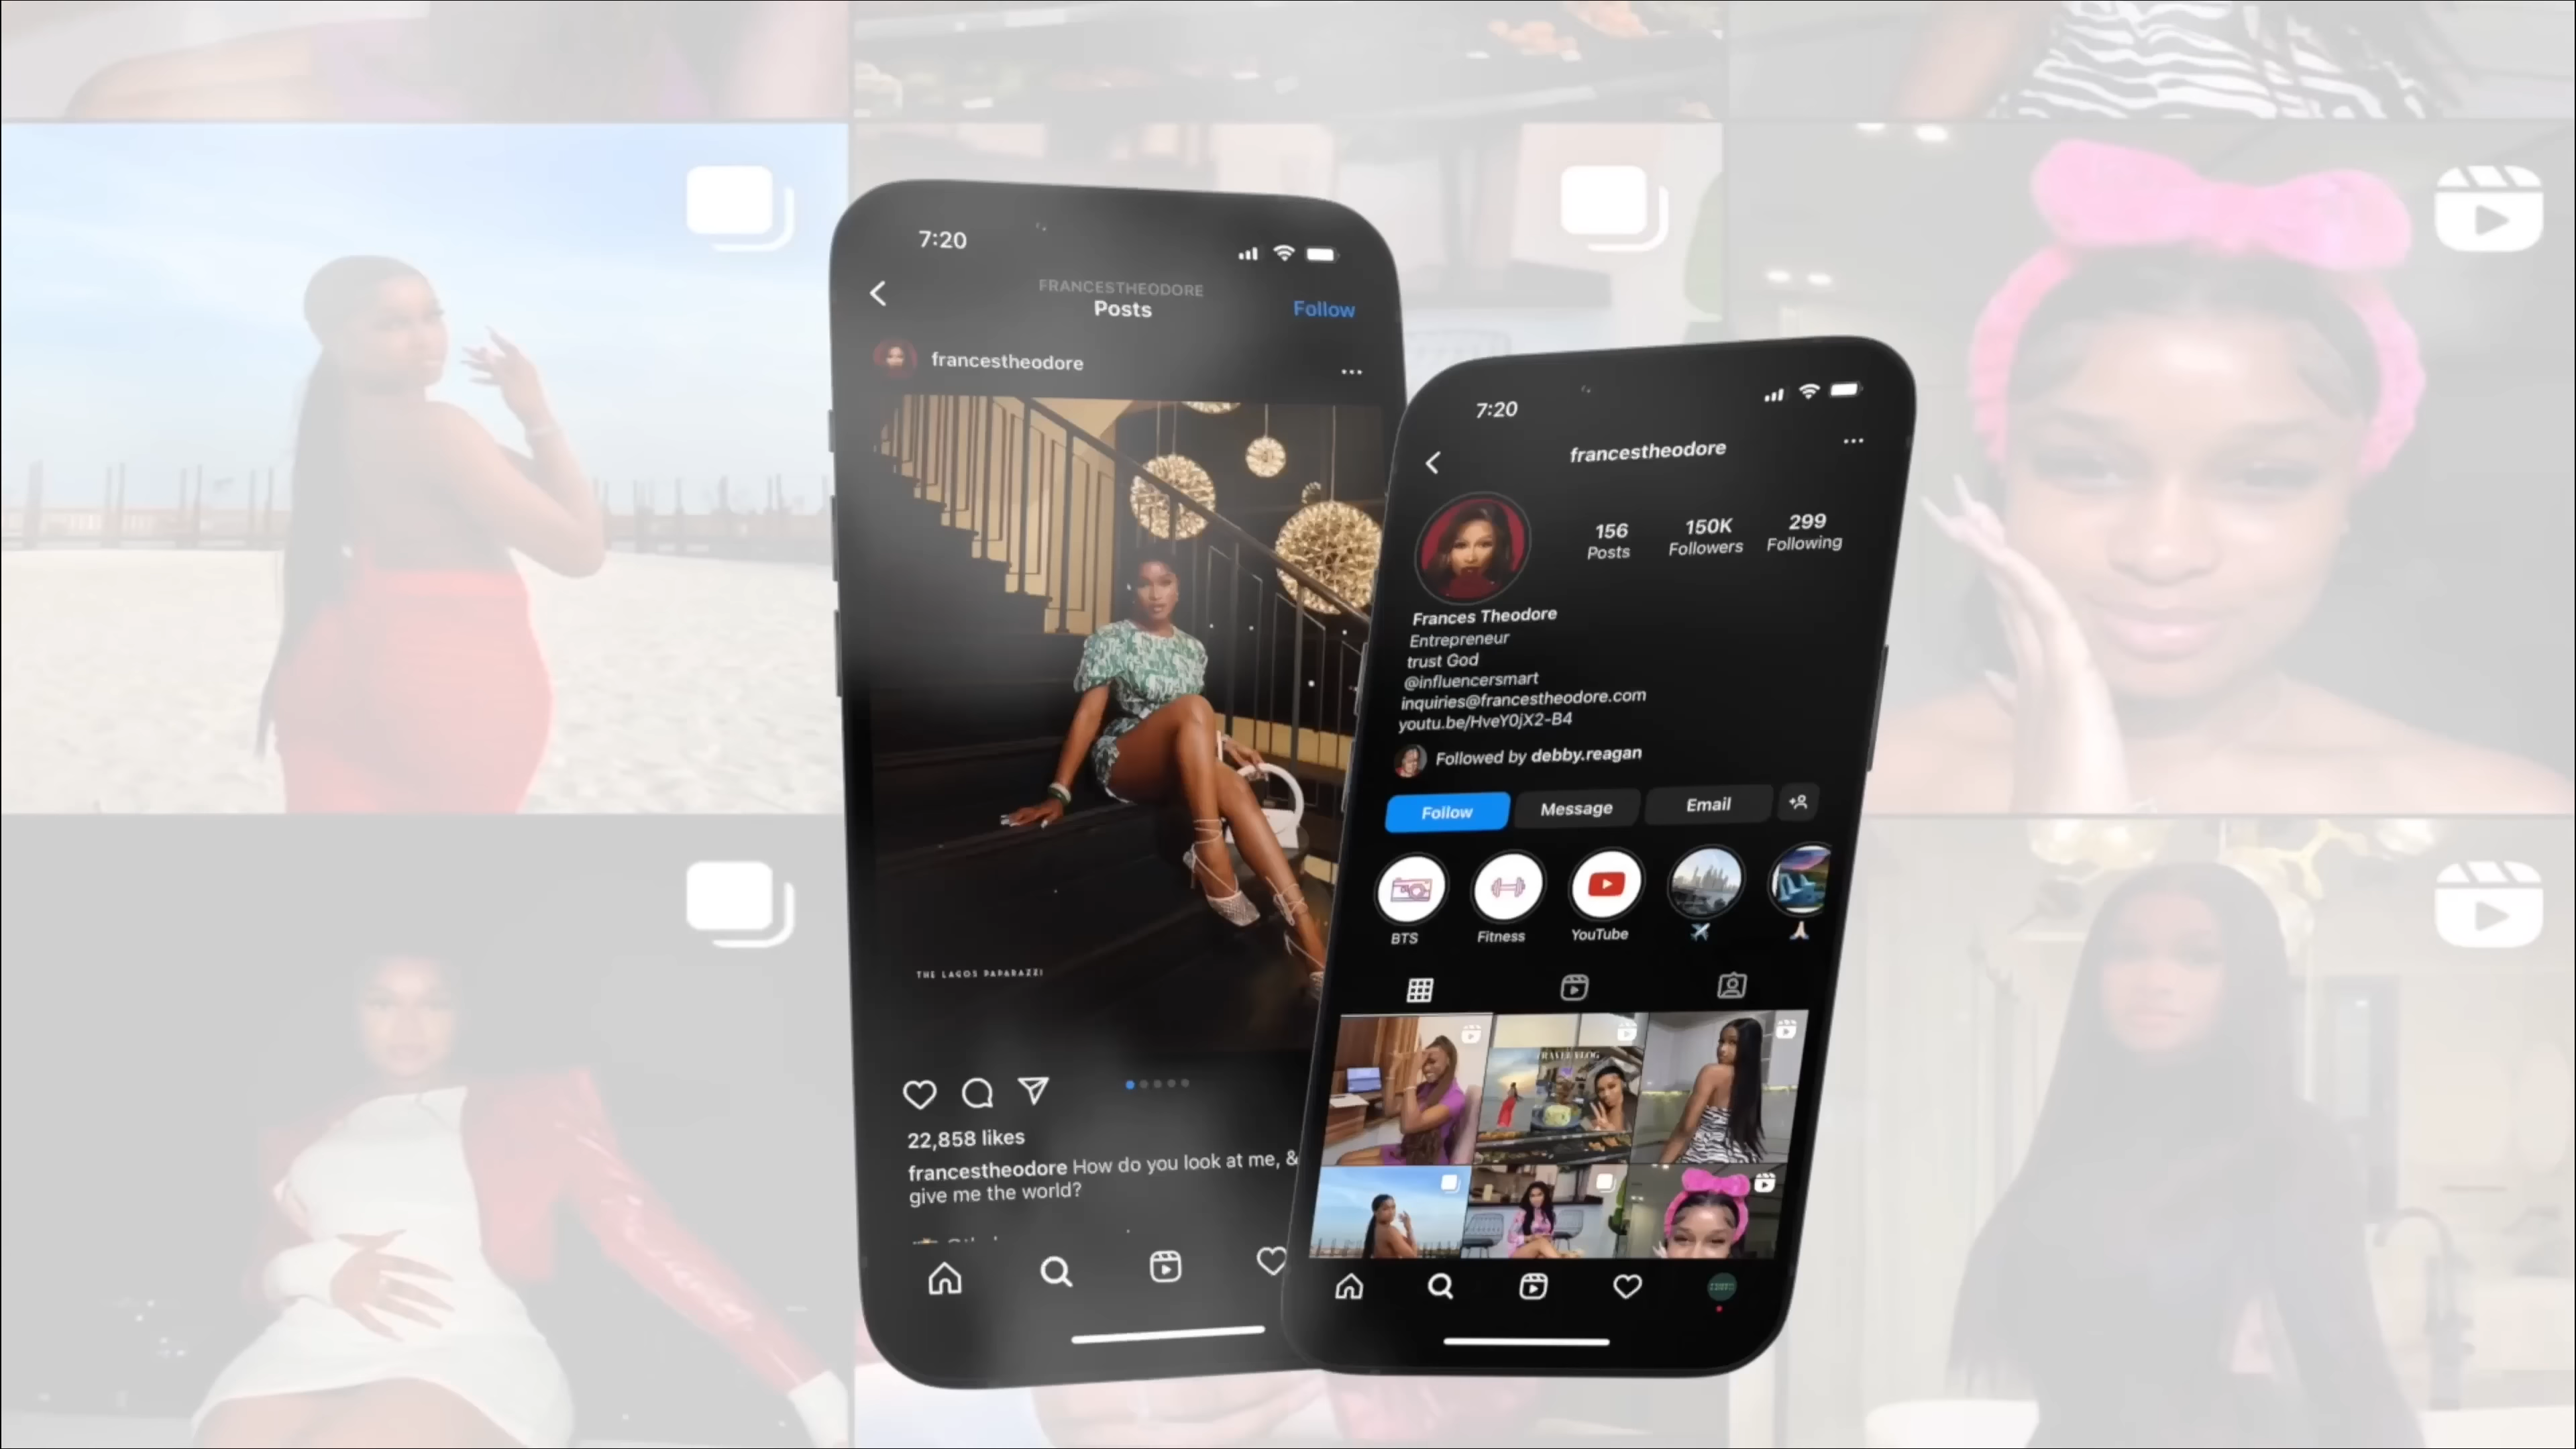 7:20
FRANCESTHEODORE
Posts
Follow
francestheodore
THE LAGOS PAPARAZZI
22,858 likes
francestheodore How do you look at me, &
give me the world?
7:20
francestheodore
156 150K 299
Posts Followers Following
Frances Theodore
Entrepreneur
trust God
@influencersmart
inquiries@francestheodore.com
youtu.be/HveY0jX2-B4
Followed by debby.reagan
Follow Message Email
BTS Fitness YouTube
TRAVEL VLOG